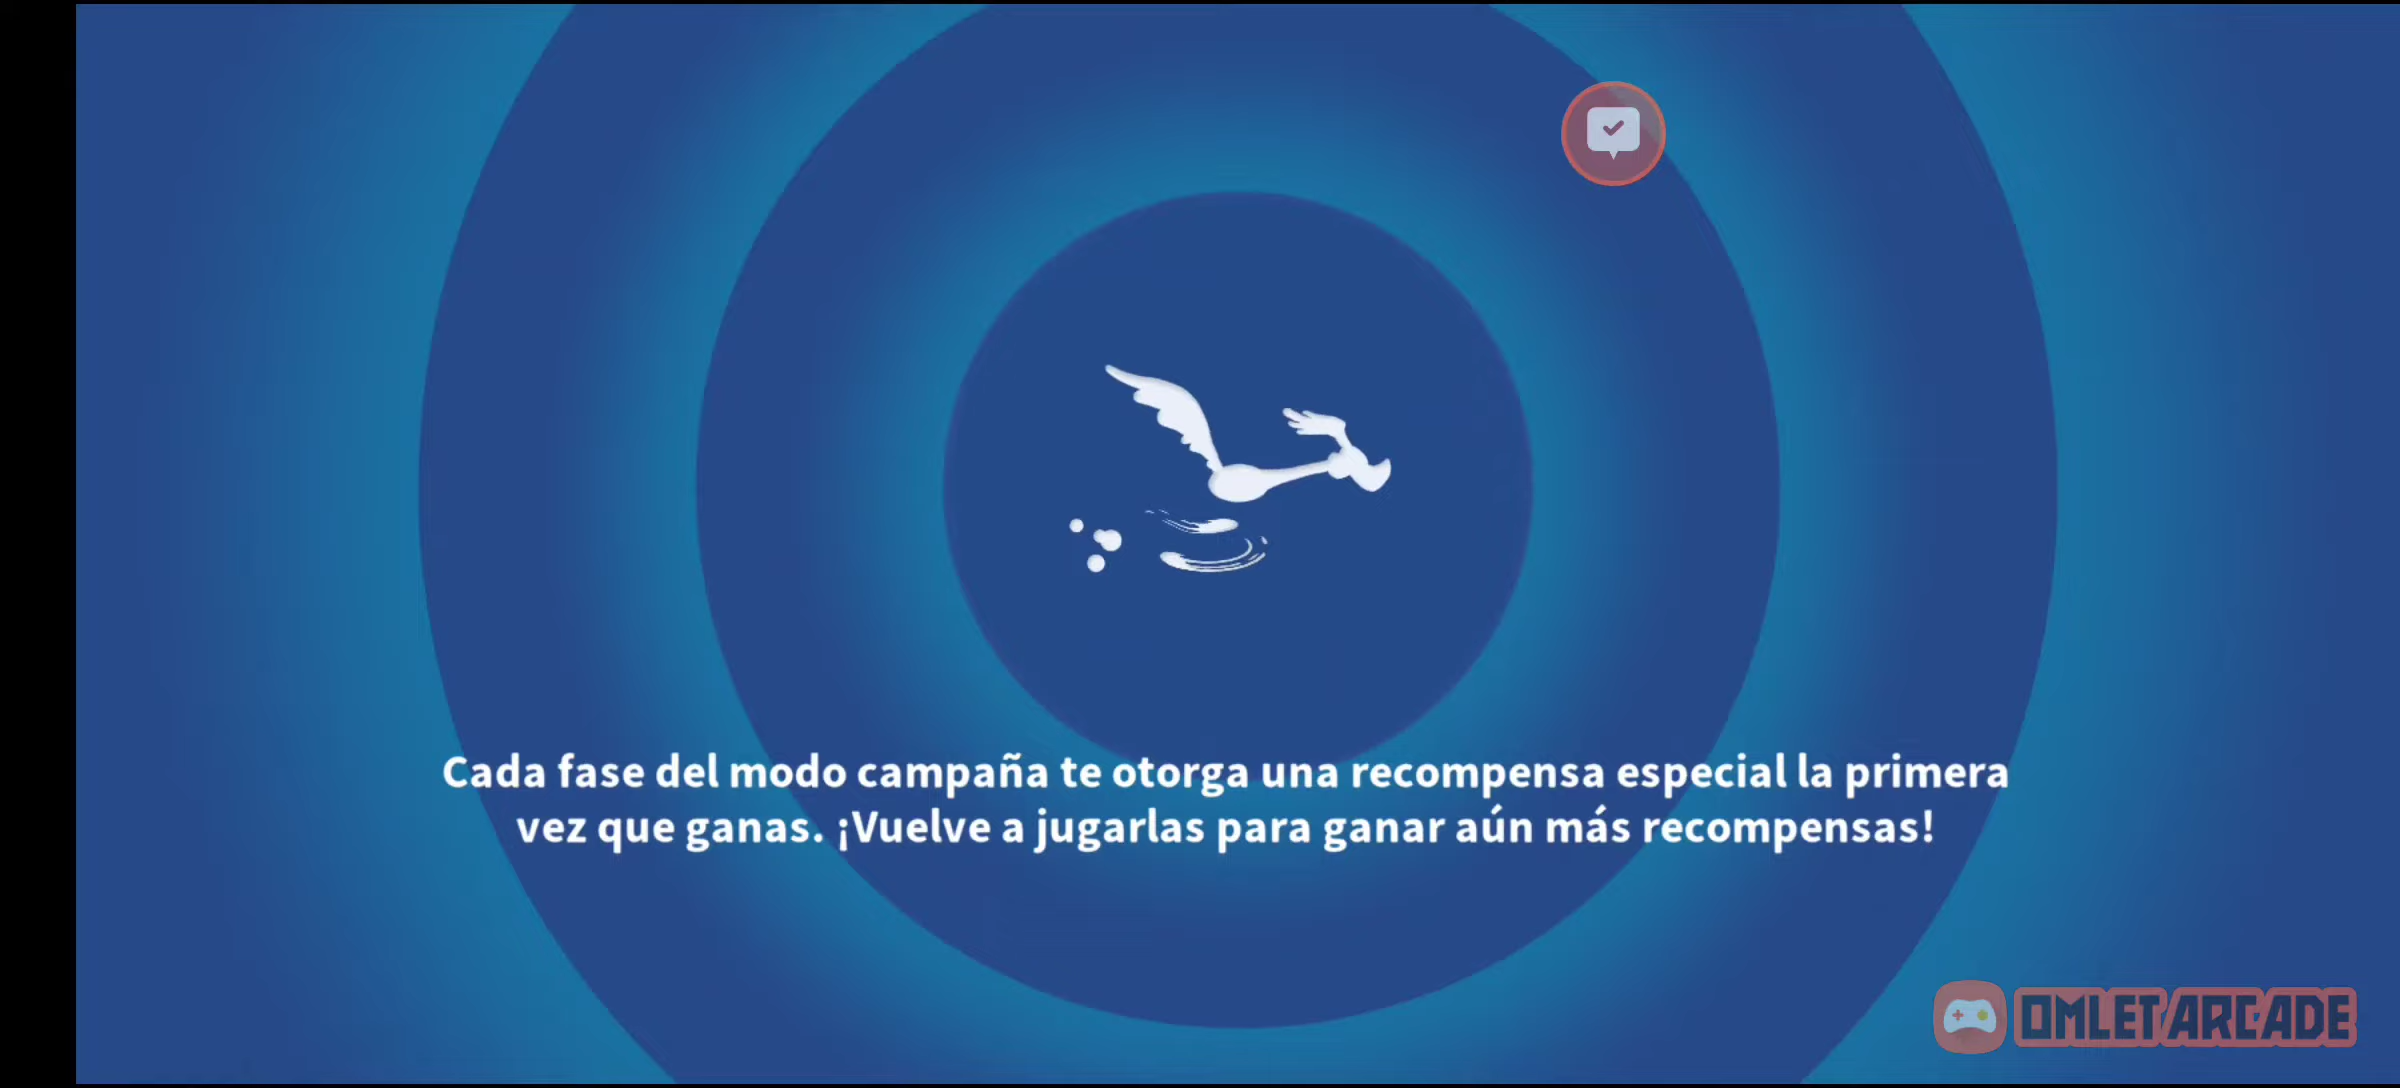 Cada fase del modo campaña te otorga una recompensa especial la primera
vez que ganas. ¡Vuelve a jugarlas para ganar aún más recompensas!
OMLET ARCADE